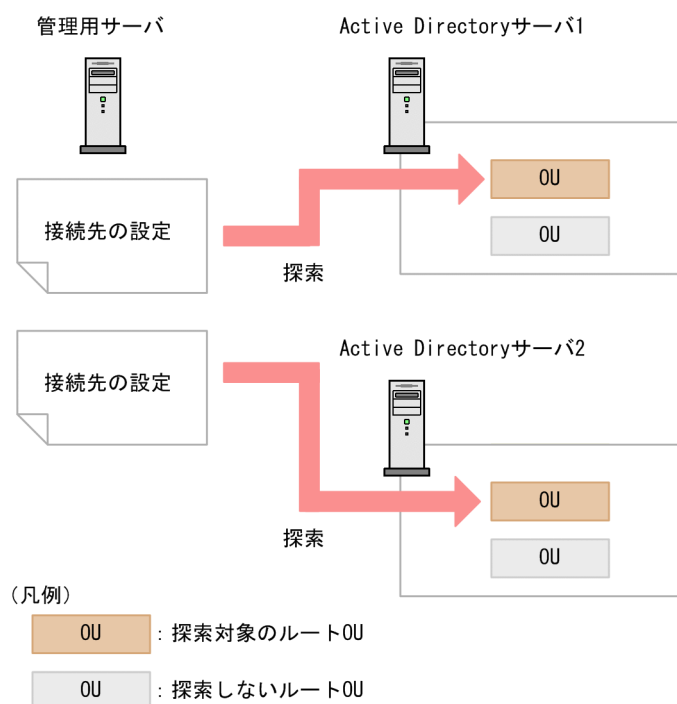 管理用サーバ
Active Directoryサーバ1
OU
接続先の設定
OU
探索
Active Directoryサーバ2
接続先の設定
OU
探索
OU
(凡例)
OU : 探索対象のルートOU
OU : 探索しないルートOU